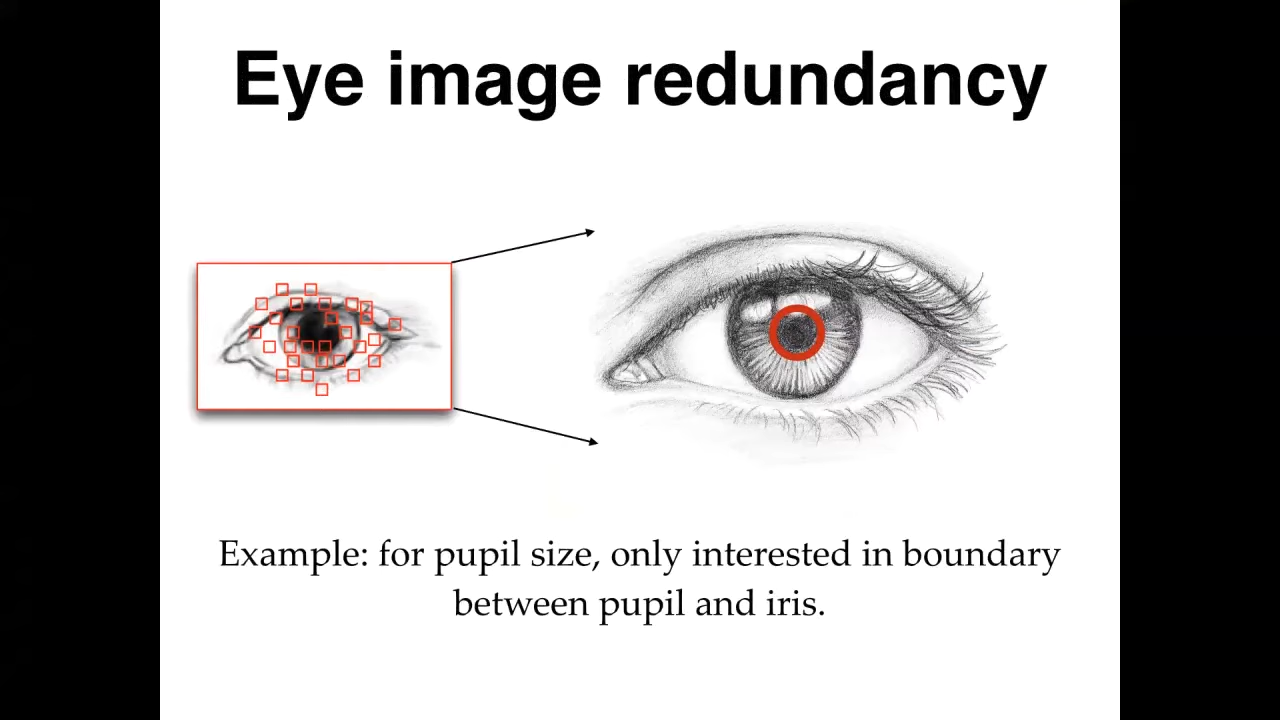 Eye image redundancy
Example: for pupil size, only interested in boundary
between pupil and iris.